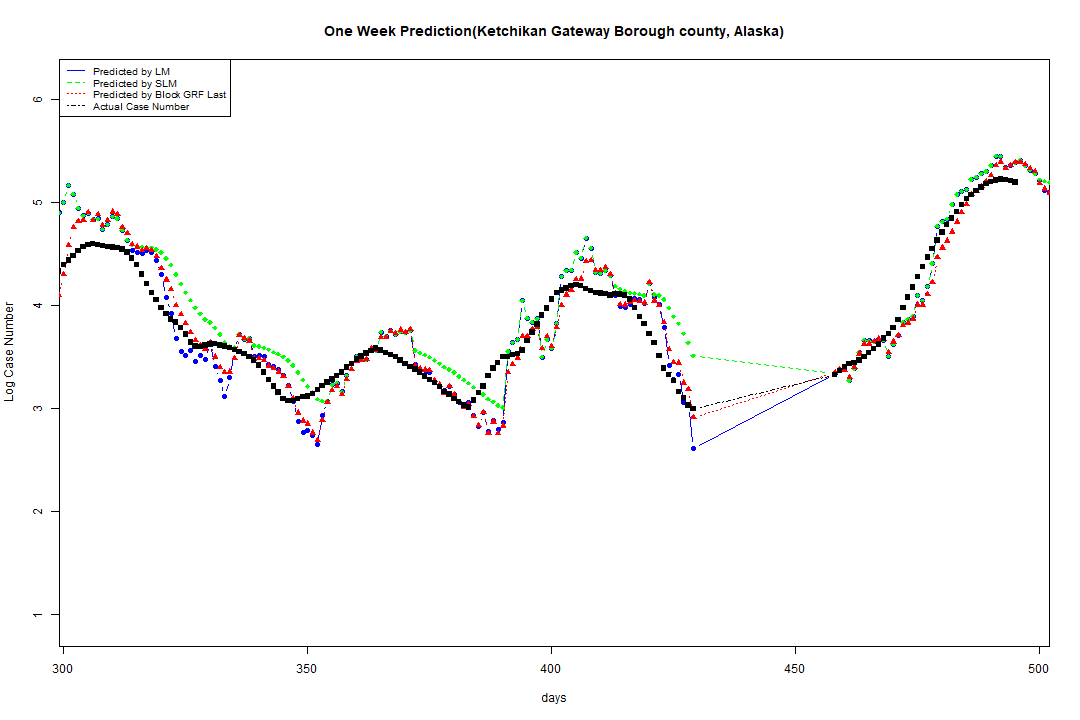 One Week Prediction(Ketchikan Gateway Borough county, Alaska)
Predicted by LM
Predicted by SLM
Predicted by Block GRF Last
Actual Case Number
Log Case Number
6
5
4
3
2
1
300 350 400 450 500
days